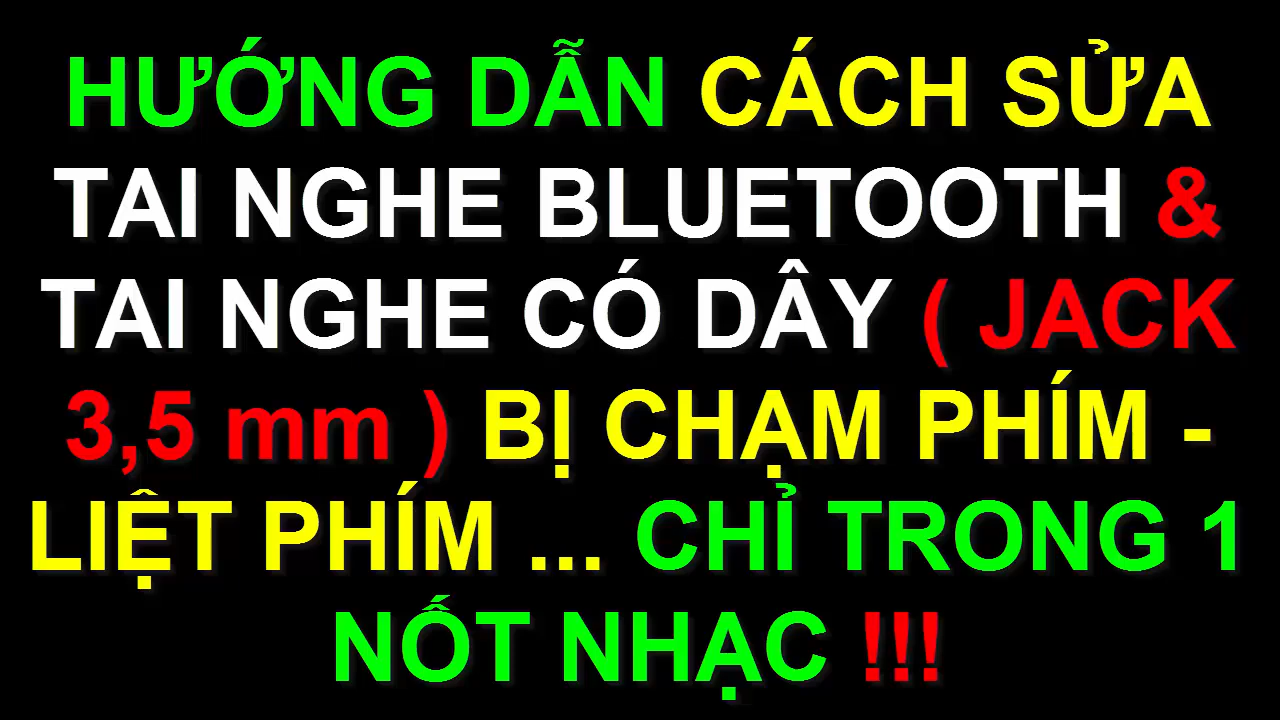 HƯỚNG DẪN CÁCH SỬA
TAI NGHE BLUETOOTH &
TAI NGHE CÓ DÂY ( JACK
3,5 mm ) BỊ CHẠM PHÍM -
LIỆT PHÍM ... CHỈ TRONG 1
NỐT NHẠC !!!